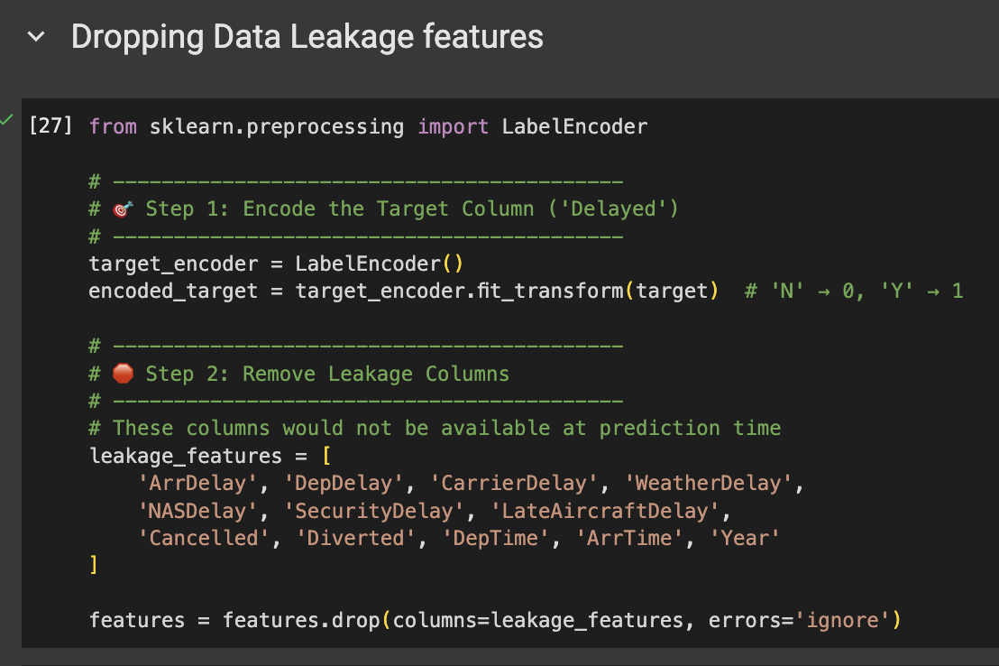 Dropping Data Leakage features
[27] from sklearn.preprocessing import LabelEncoder
# ------------------------------------------
# 🎯 Step 1: Encode the Target Column ('Delayed')
# ------------------------------------------
target_encoder = LabelEncoder()
encoded_target = target_encoder.fit_transform(target)  # 'N' → 0, 'Y' → 1
# ------------------------------------------
# 🛑 Step 2: Remove Leakage Columns
# ------------------------------------------
# These columns would not be available at prediction time
leakage_features = [
    'ArrDelay', 'DepDelay', 'CarrierDelay', 'WeatherDelay',
    'NASDelay', 'SecurityDelay', 'LateAircraftDelay',
    'Cancelled', 'Diverted', 'DepTime', 'ArrTime', 'Year'
]
features = features.drop(columns=leakage_features, errors='ignore')